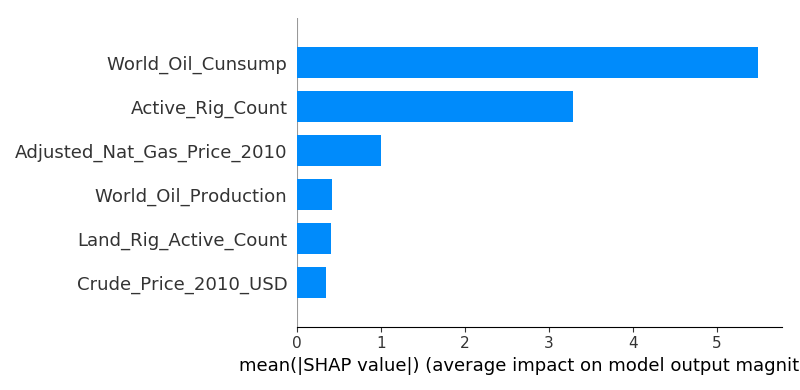 World_Oil_Cunsump
Active_Rig_Count
Adjusted_Nat_Gas_Price_2010
World_Oil_Production
Land_Rig_Active_Count
Crude_Price_2010_USD
0 1 2 3 4 5
mean(|SHAP value|) (average impact on model output magnit